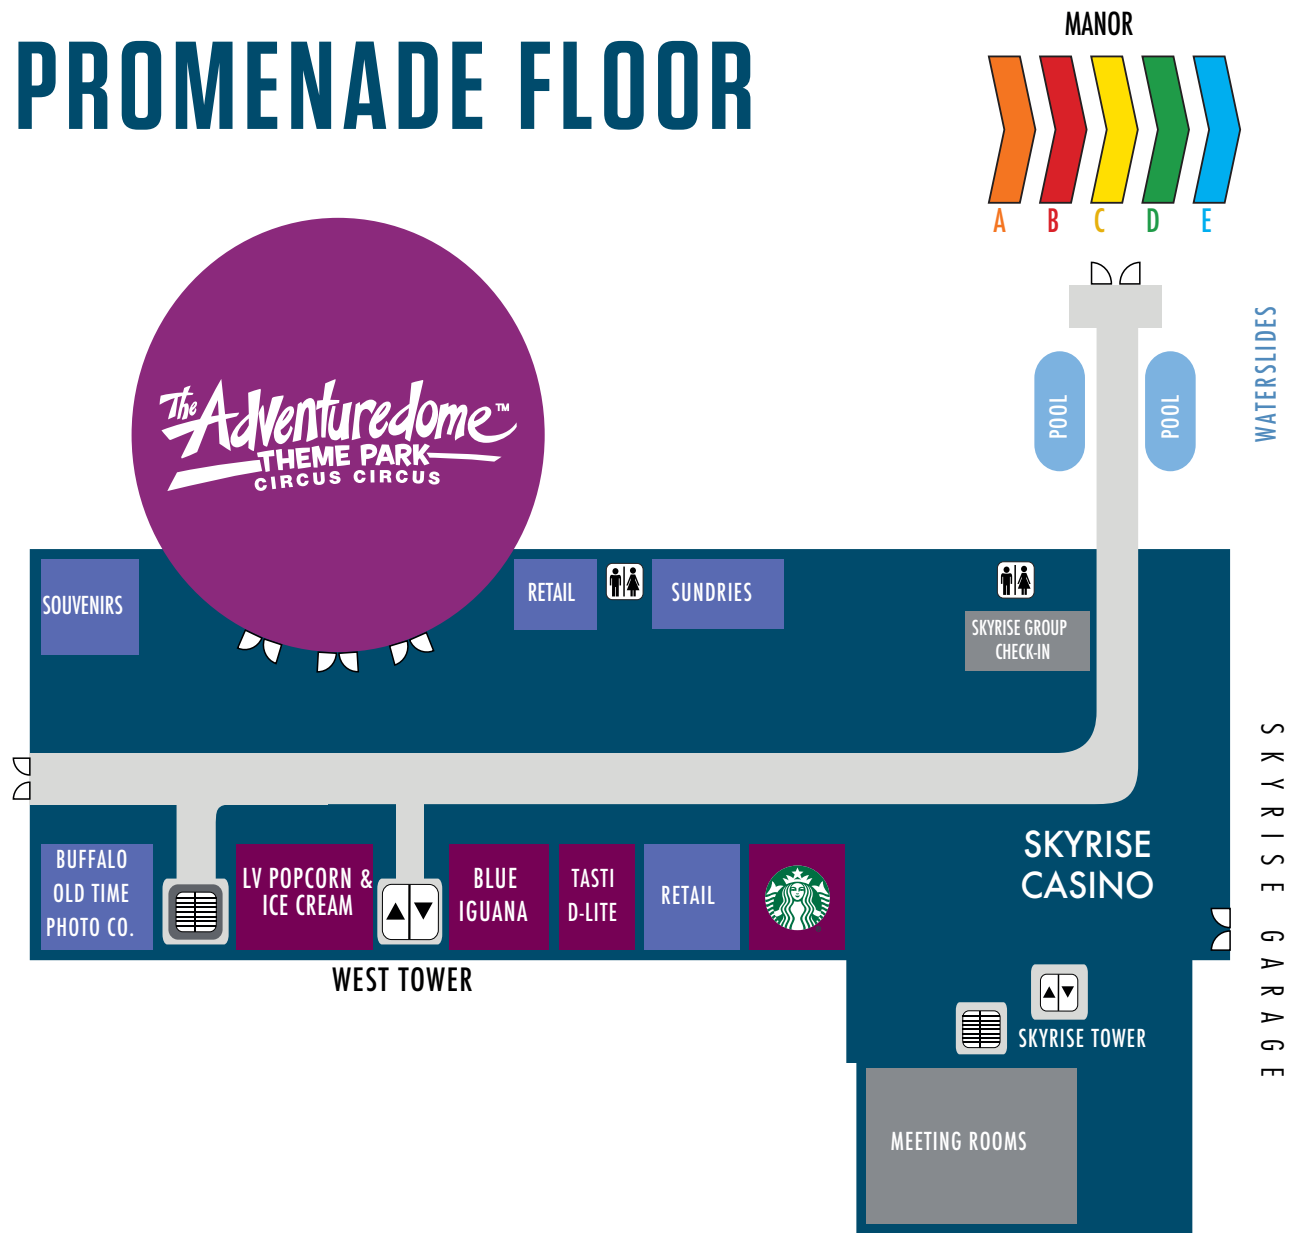 PROMENADE FLOOR
MANOR
A B C D E
WATERSLIDES
POOL
POOL
The Adventuredome™
THEME PARK
CIRCUS CIRCUS
SOUVENIRS
RETAIL
SUNDRIES
SKYRISE GROUP
CHECK-IN
SKYRISE GARAGE
BUFFALO
OLD TIME
PHOTO CO.
LV POPCORN &
ICE CREAM
BLUE
IGUANA
TASTI
D-LITE
RETAIL
SKYRISE
CASINO
WEST TOWER
SKYRISE TOWER
MEETING ROOMS